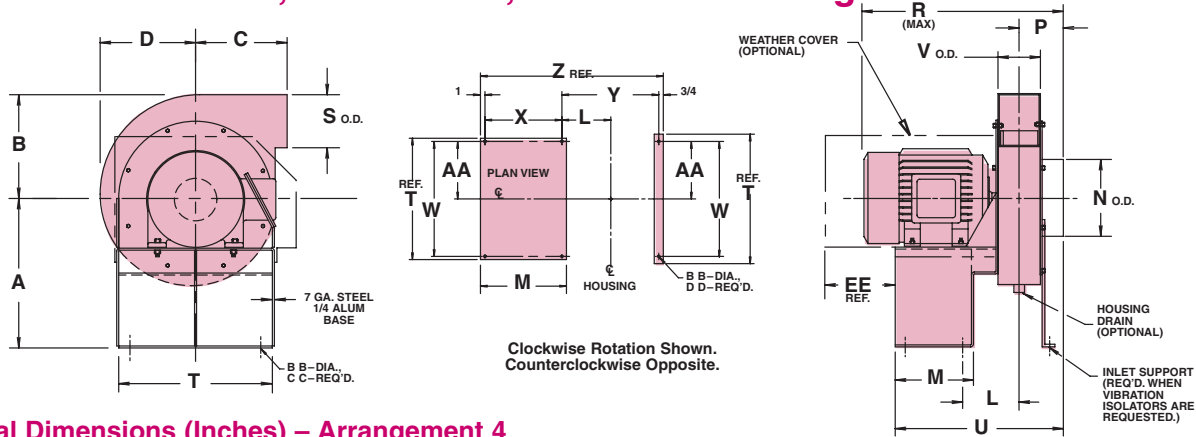 D
C
B
A
S O.D.
7 GA. STEEL
1/4 ALUM
BASE
T
B B–DIA.,
C C–REQ'D.
Z REF.
1
Y
3/4
X
L
AA
PLAN VIEW
℄
REF.
T
W
AA
W
REF.
T
M
℄
HOUSING
B B–DIA.,
D D–REQ'D.
Clockwise Rotation Shown.
Counterclockwise Opposite.
R
(MAX)
P
WEATHER COVER
(OPTIONAL)
V O.D.
N O.D.
EE
REF.
HOUSING
DRAIN
(OPTIONAL)
M
L
U
INLET SUPPORT
(REQ'D. WHEN
VIBRATION
ISOLATORS ARE
REQUESTED.)
al Dimensions (Inches) – Arrangement 4